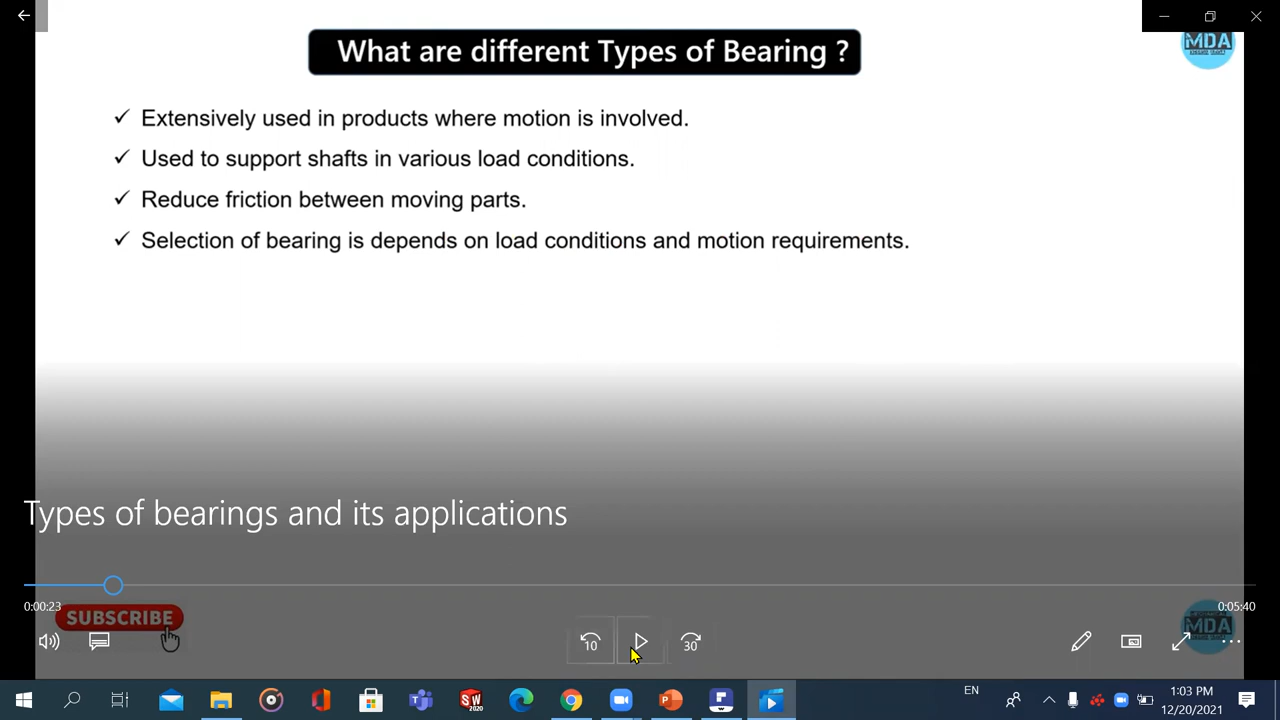 What are different Types of Bearing ?
MDA
✓ Extensively used in products where motion is involved.
✓ Used to support shafts in various load conditions.
✓ Reduce friction between moving parts.
✓ Selection of bearing is depends on load conditions and motion requirements.
Types of bearings and its applications
0:00:23
0:05:40
SUBSCRIBE
MDA
10
30
SW
2020
EN
1:03 PM
12/20/2021